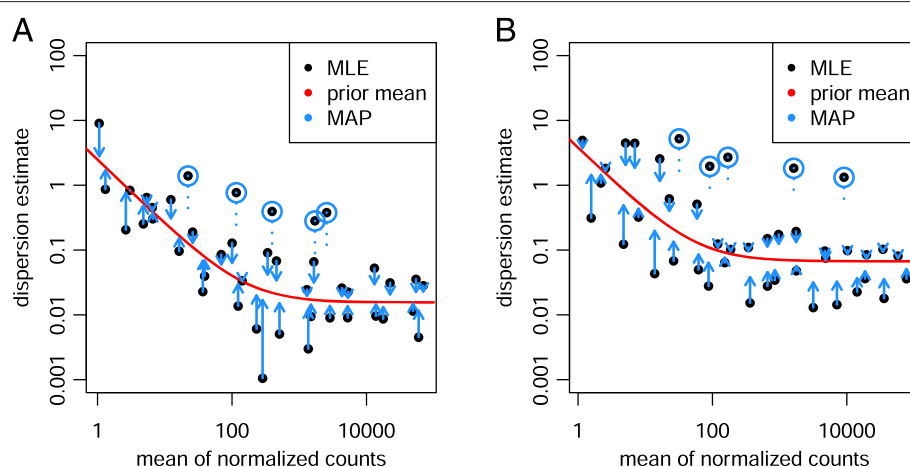 A
dispersion estimate
100
10
1
0.1
0.01
0.001
MLE
prior mean
MAP
1
100
10000
mean of normalized counts
B
dispersion estimate
100
10
1
0.1
0.01
0.001
MLE
prior mean
MAP
1
100
10000
mean of normalized counts